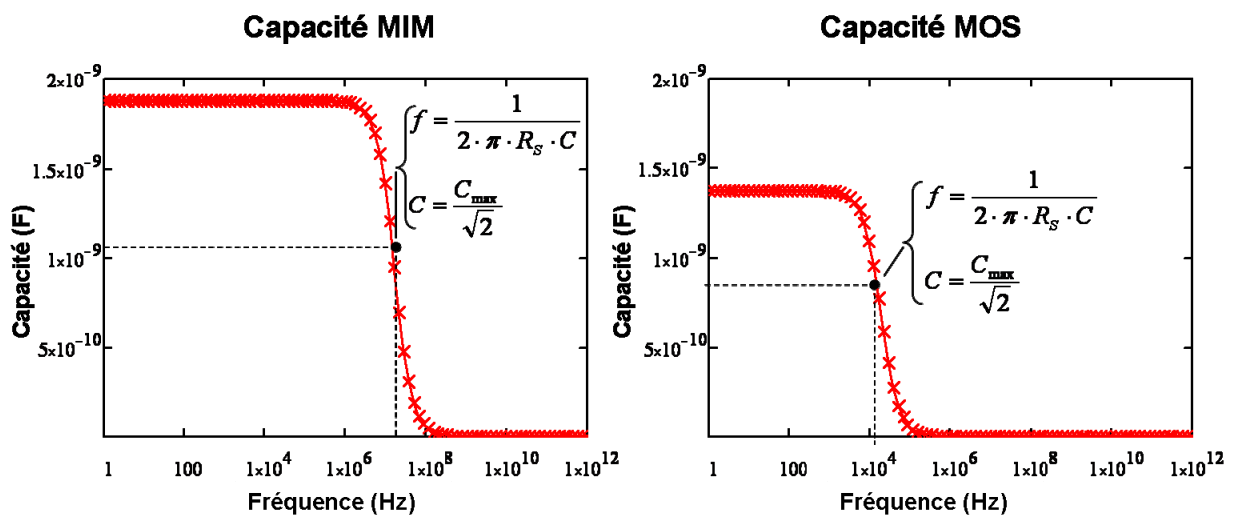 Capacité MIM
2×10⁻⁹
1.5×10⁻⁹
1×10⁻⁹
5×10⁻¹⁰
Capacité (F)
f = 1 / (2 · π · R_S · C)
C = C_max / √2
1 100 1×10⁴ 1×10⁶ 1×10⁸ 1×10¹⁰ 1×10¹²
Fréquence (Hz)
Capacité MOS
2×10⁻⁹
1.5×10⁻⁹
1×10⁻⁹
5×10⁻¹⁰
Capacité (F)
f = 1 / (2 · π · R_S · C)
C = C_max / √2
1 100 1×10⁴ 1×10⁵ 1×10⁶ 1×10⁷ 1×10¹⁰ 1×10¹²
Fréquence (Hz)